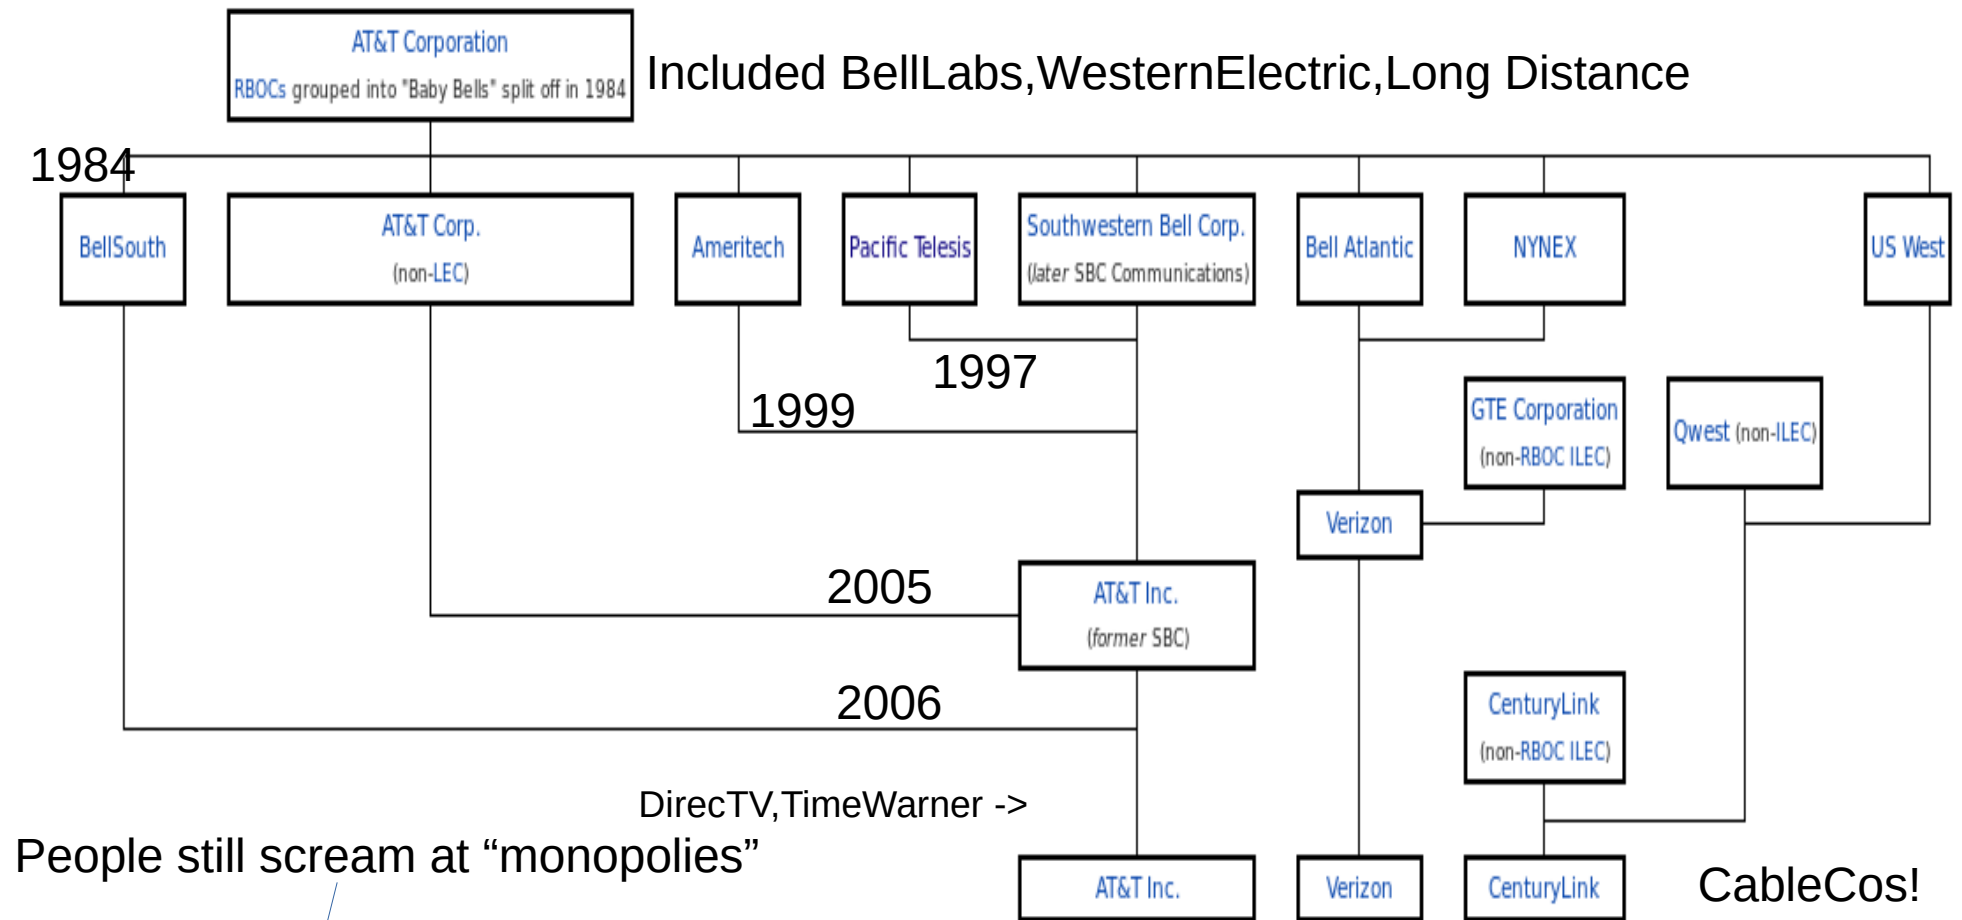 AT&T Corporation
RBOCs grouped into "Baby Bells" split off in 1984
Included BellLabs,WesternElectric,Long Distance
1984
BellSouth
AT&T Corp.
(non-LEC)
Ameritech
Pacific Telesis
Southwestern Bell Corp.
(later SBC Communications)
Bell Atlantic
NYNEX
US West
1997
1999
GTE Corporation
(non-RBOC ILEC)
Qwest (non-ILEC)
Verizon
2005
AT&T Inc.
(former SBC)
2006
CenturyLink
(non-RBOC ILEC)
DirecTV,TimeWarner ->
People still scream at “monopolies”
AT&T Inc.
Verizon
CenturyLink
CableCos!